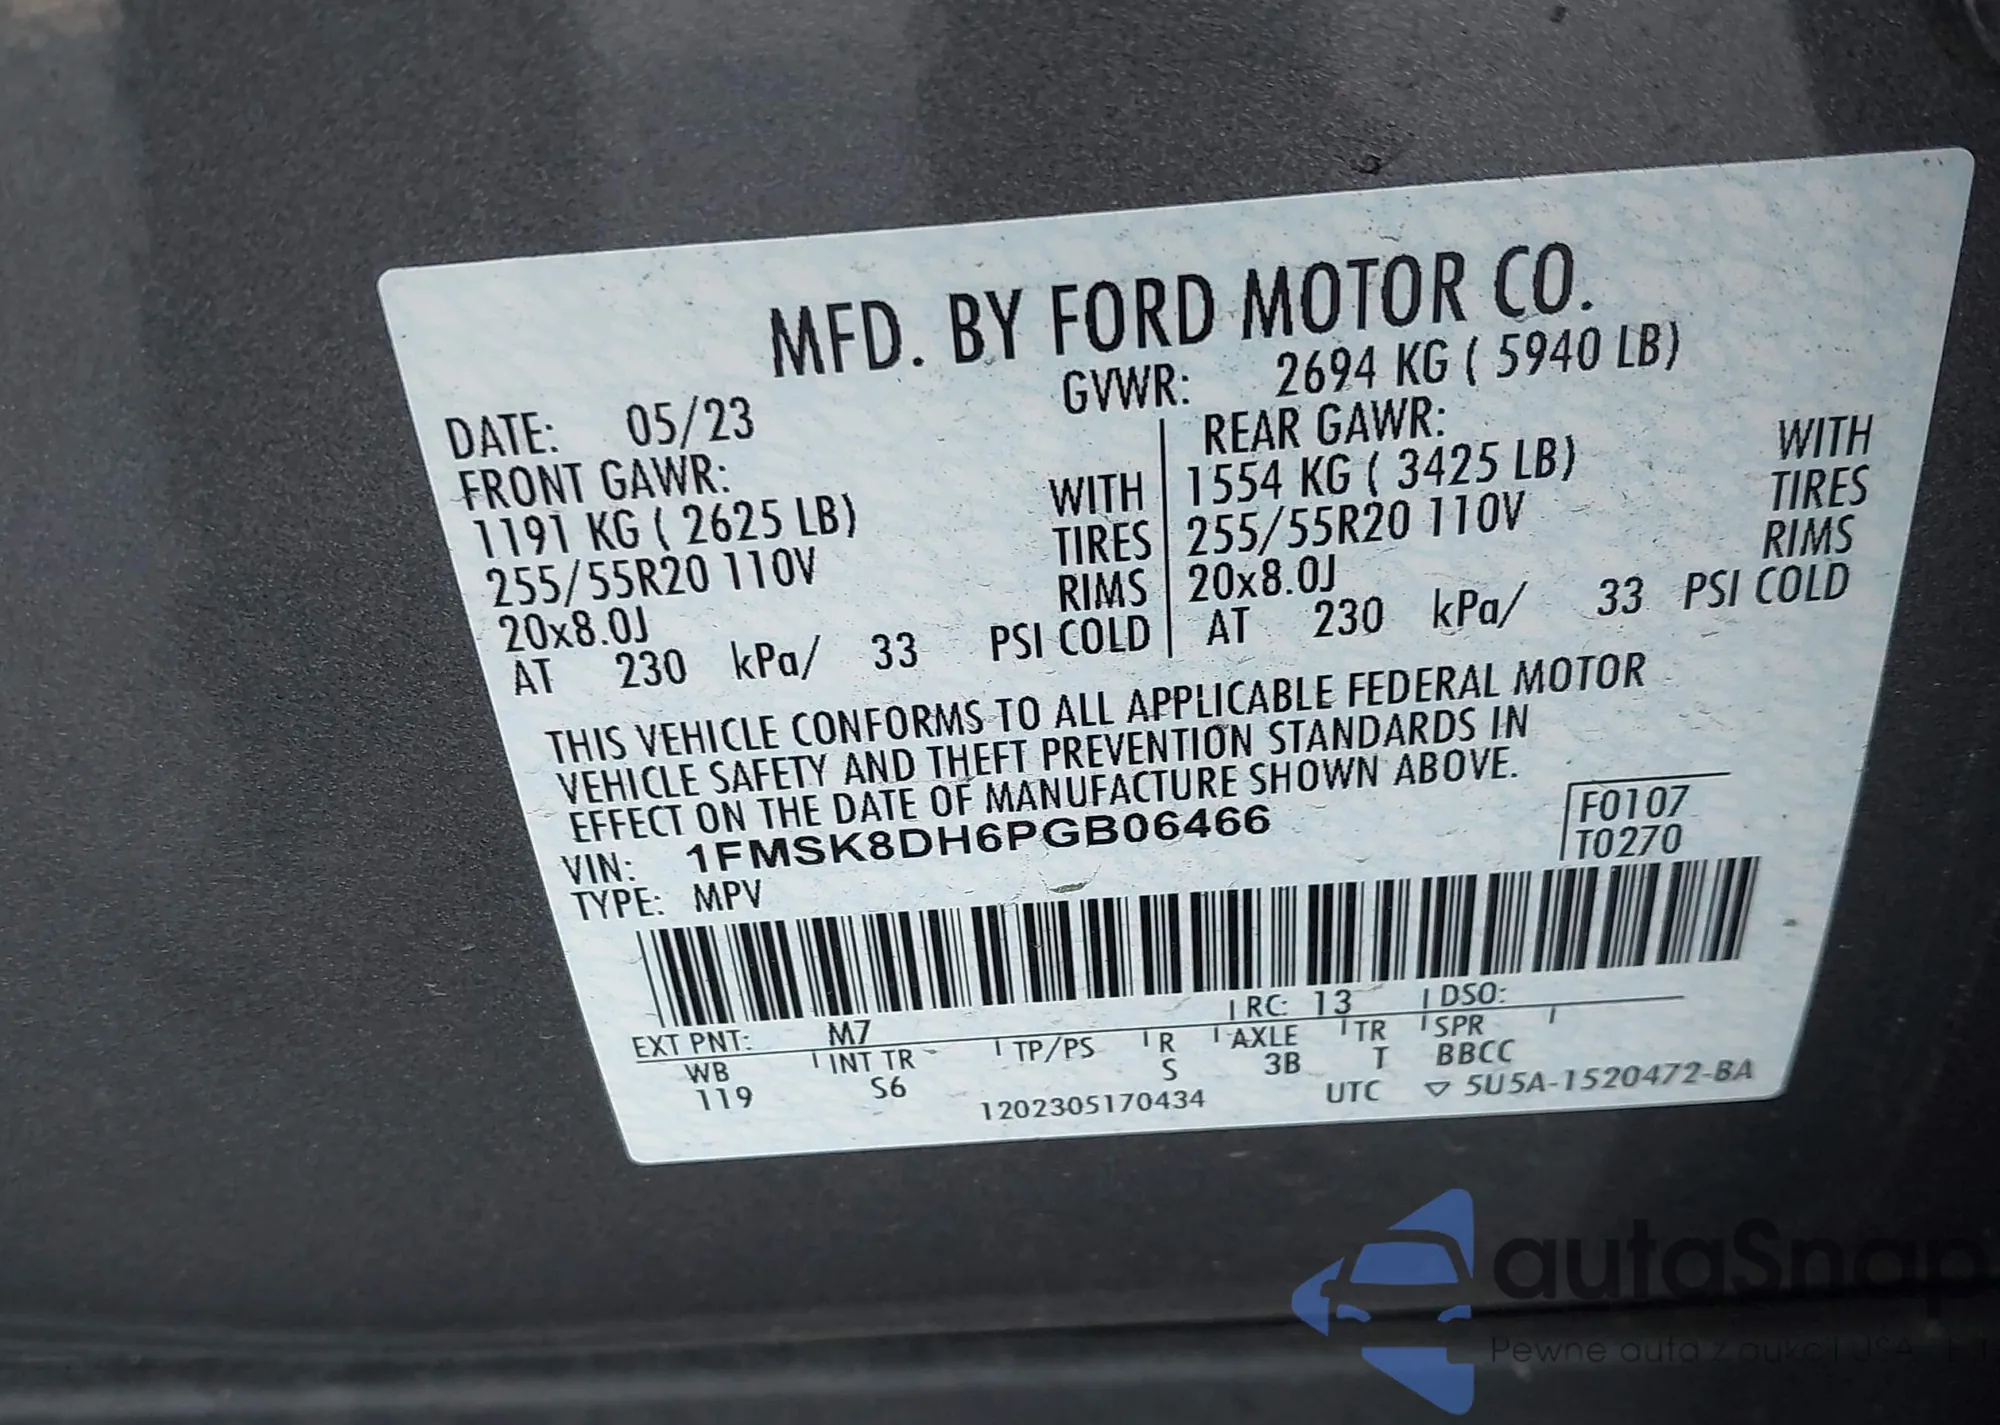 MFD. BY FORD MOTOR CO.
DATE: 05/23 GVWR: 2694 KG ( 5940 LB)
FRONT GAWR: REAR GAWR:
1191 KG ( 2625 LB) WITH 1554 KG ( 3425 LB) WITH
255/55R20 110V TIRES 255/55R20 110V TIRES
20x8.0J RIMS 20x8.0J RIMS
AT 230 kPa/ 33 PSI COLD AT 230 kPa/ 33 PSI COLD
THIS VEHICLE CONFORMS TO ALL APPLICABLE FEDERAL MOTOR
VEHICLE SAFETY AND THEFT PREVENTION STANDARDS IN
EFFECT ON THE DATE OF MANUFACTURE SHOWN ABOVE.
VIN: 1FMSK8DH6PGB06466 F0107
TYPE: MPV T0270
EXT PNT: M7 RC: 13 DSO:
WB INT TR TP/PS R AXLE TR SPR
119 S6 S 3B T BBCC
1202305170434 UTC ▽ 5U5A-1520472-BA
autaSnap
Pewne auta z aukcji USA